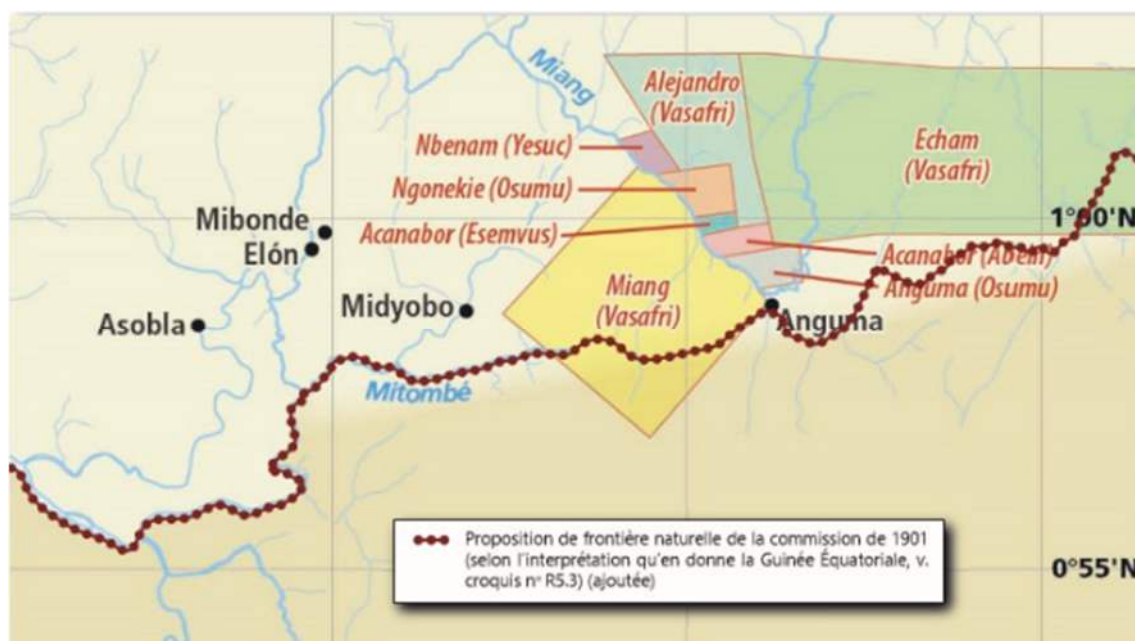 Miang
Alejandro
(Vasafri)
Nbenam (Yesuc)
Echam
(Vasafri)
Ngonekie (Osumu)
Mibonde
1°00'N
Acanabor (Esemvus)
Elón
Acanabor (Abein)
Miang
(Vasafri)
Anguma (Osumu)
Midyobo
Asobla
Anguma
Mitombé
Proposition de frontière naturelle de la commission de 1901
(selon l'interprétation qu'en donne la Guinée Équatoriale, v.
croquis n° R5.3) (ajoutée)
0°55'N